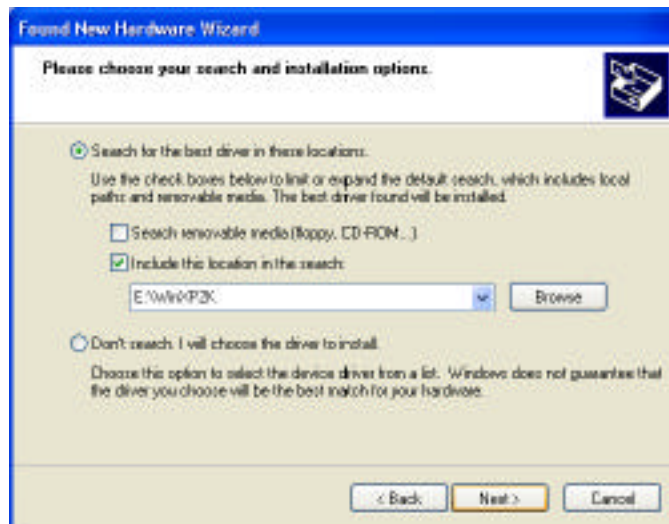 Found New Hardware Wizard
Please choose your search and installation options.
Search for the best driver in these locations.
Use the check boxes below to limit or expand the default search, which includes local
paths and removable media. The best driver found will be installed.
Search removable media (floppy, CD-ROM...)
Include this location in the search:
E:\WinXP2K
Browse
Don't search. I will choose the driver to install.
Choose this option to select the device driver from a list. Windows does not guarantee that
the driver you choose will be the best match for your hardware.
< Back
Next >
Cancel